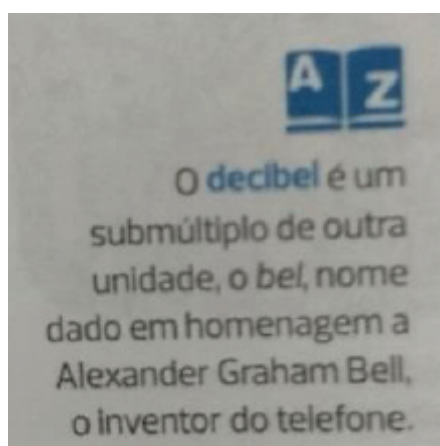 A Z
O decibel é um
submúltiplo de outra
unidade, o bel, nome
dado em homenagem a
Alexander Graham Bell,
o inventor do telefone.